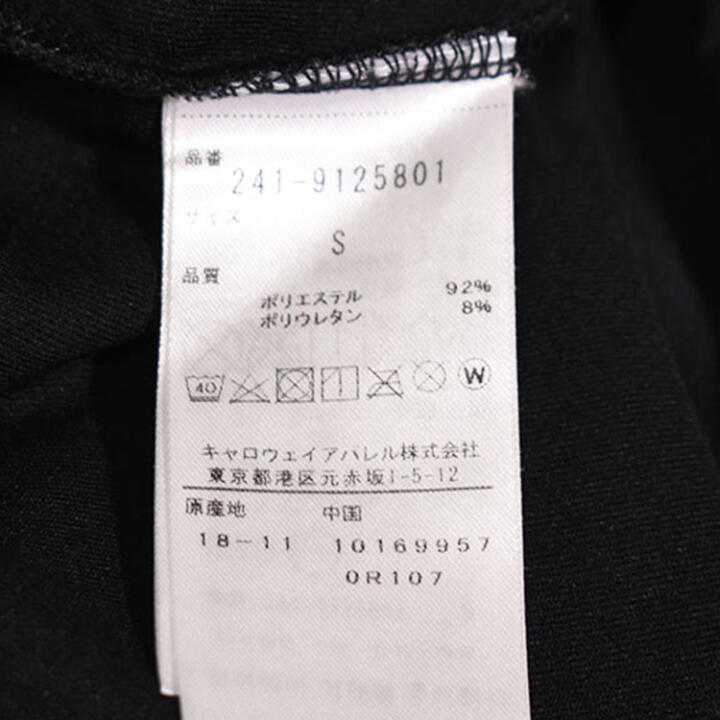 品番
241-9125801
サイズ
S
品質
ポリエステル 92%
ポリウレタン 8%
40 W
キャロウェイアパレル株式会社
東京都港区元赤坂1-5-12
原産地 中国
18-11 10169957
0R107